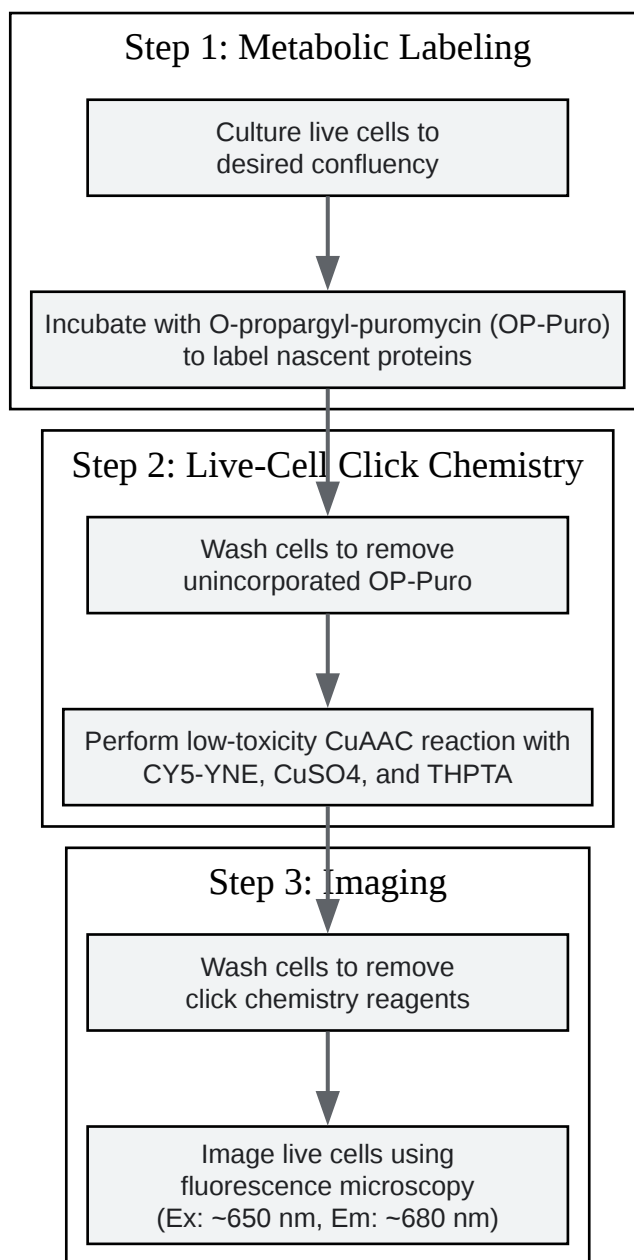 Step 1: Metabolic Labeling
Culture live cells to
desired confluency
Incubate with O-propargyl-puromycin (OP-Puro)
to label nascent proteins
Step 2: Live-Cell Click Chemistry
Wash cells to remove
unincorporated OP-Puro
Perform low-toxicity CuAAC reaction with
CY5-YNE, CuSO4, and THPTA
Step 3: Imaging
Wash cells to remove
click chemistry reagents
Image live cells using
fluorescence microscopy
(Ex: ~650 nm, Em: ~680 nm)